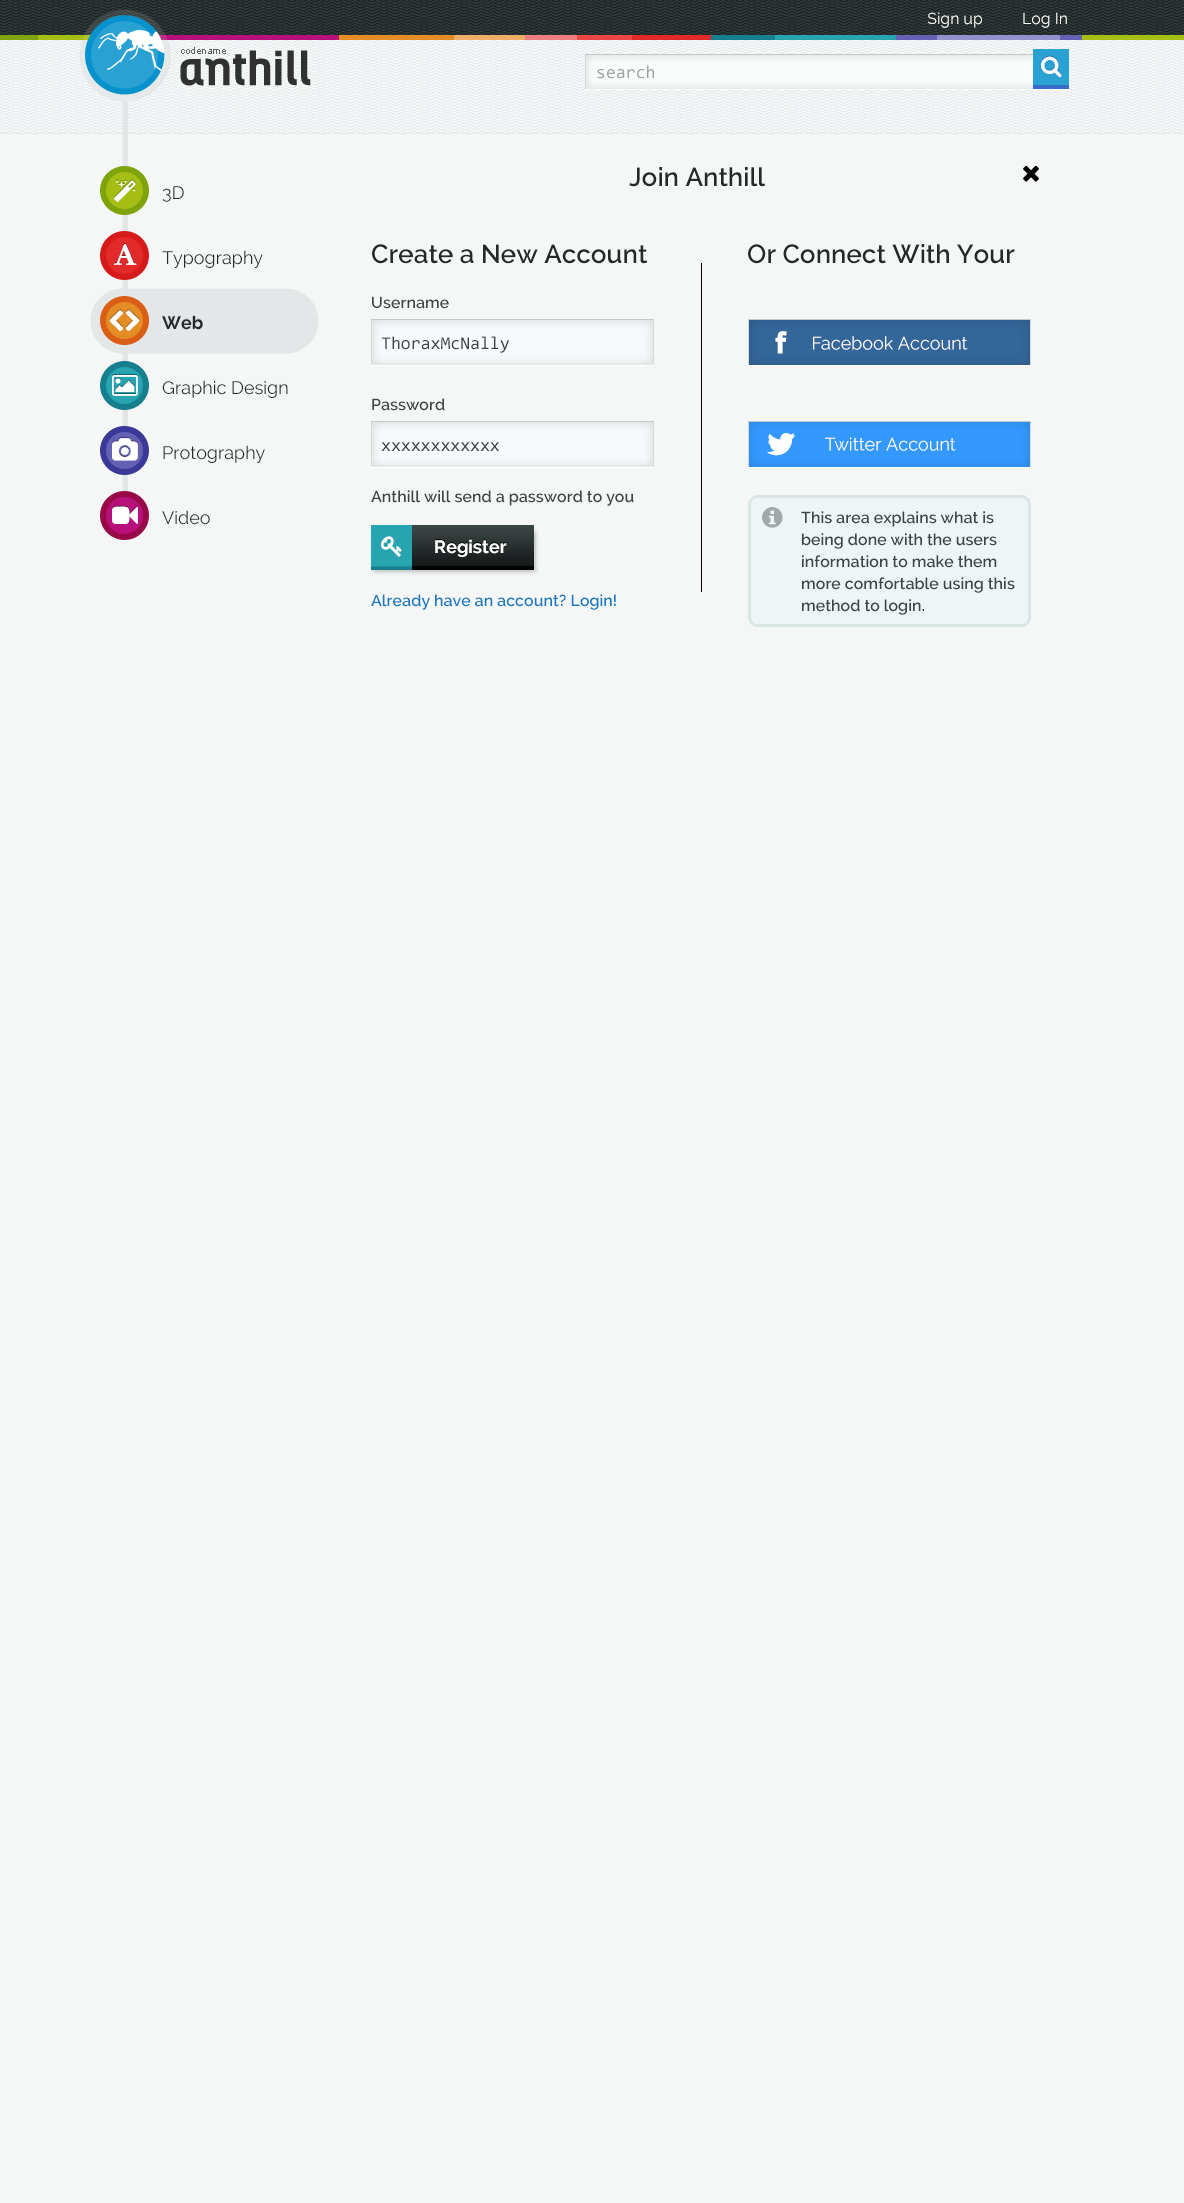 Sign up
Log In
codename
anthill
search
3D
Typography
Web
Graphic Design
Protography
Video
Join Anthill
Create a New Account
Username
ThoraxMcNally
Password
xxxxxxxxxxxx
Anthill will send a password to you
Register
Already have an account? Login!
Or Connect With Your
Facebook Account
Twitter Account
This area explains what is
being done with the users
information to make them
more comfortable using this
method to login.